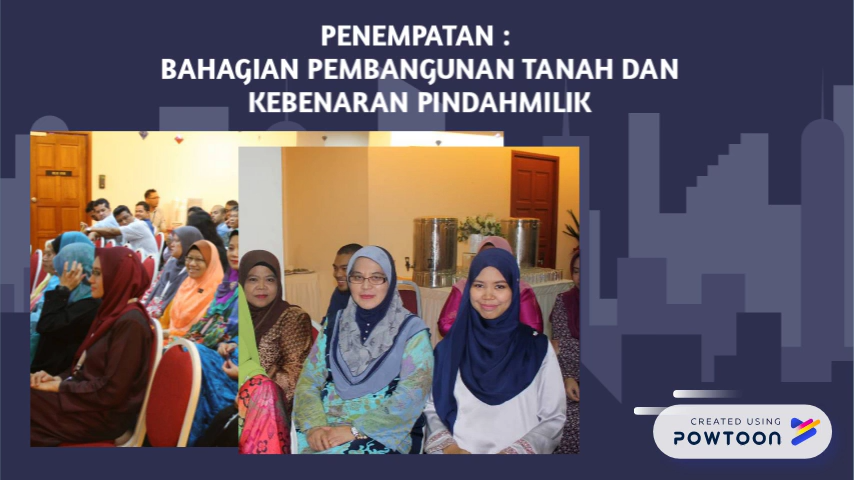 PENEMPATAN :
BAHAGIAN PEMBANGUNAN TANAH DAN
KEBENARAN PINDAHMILIK
CREATED USING
POWTOON